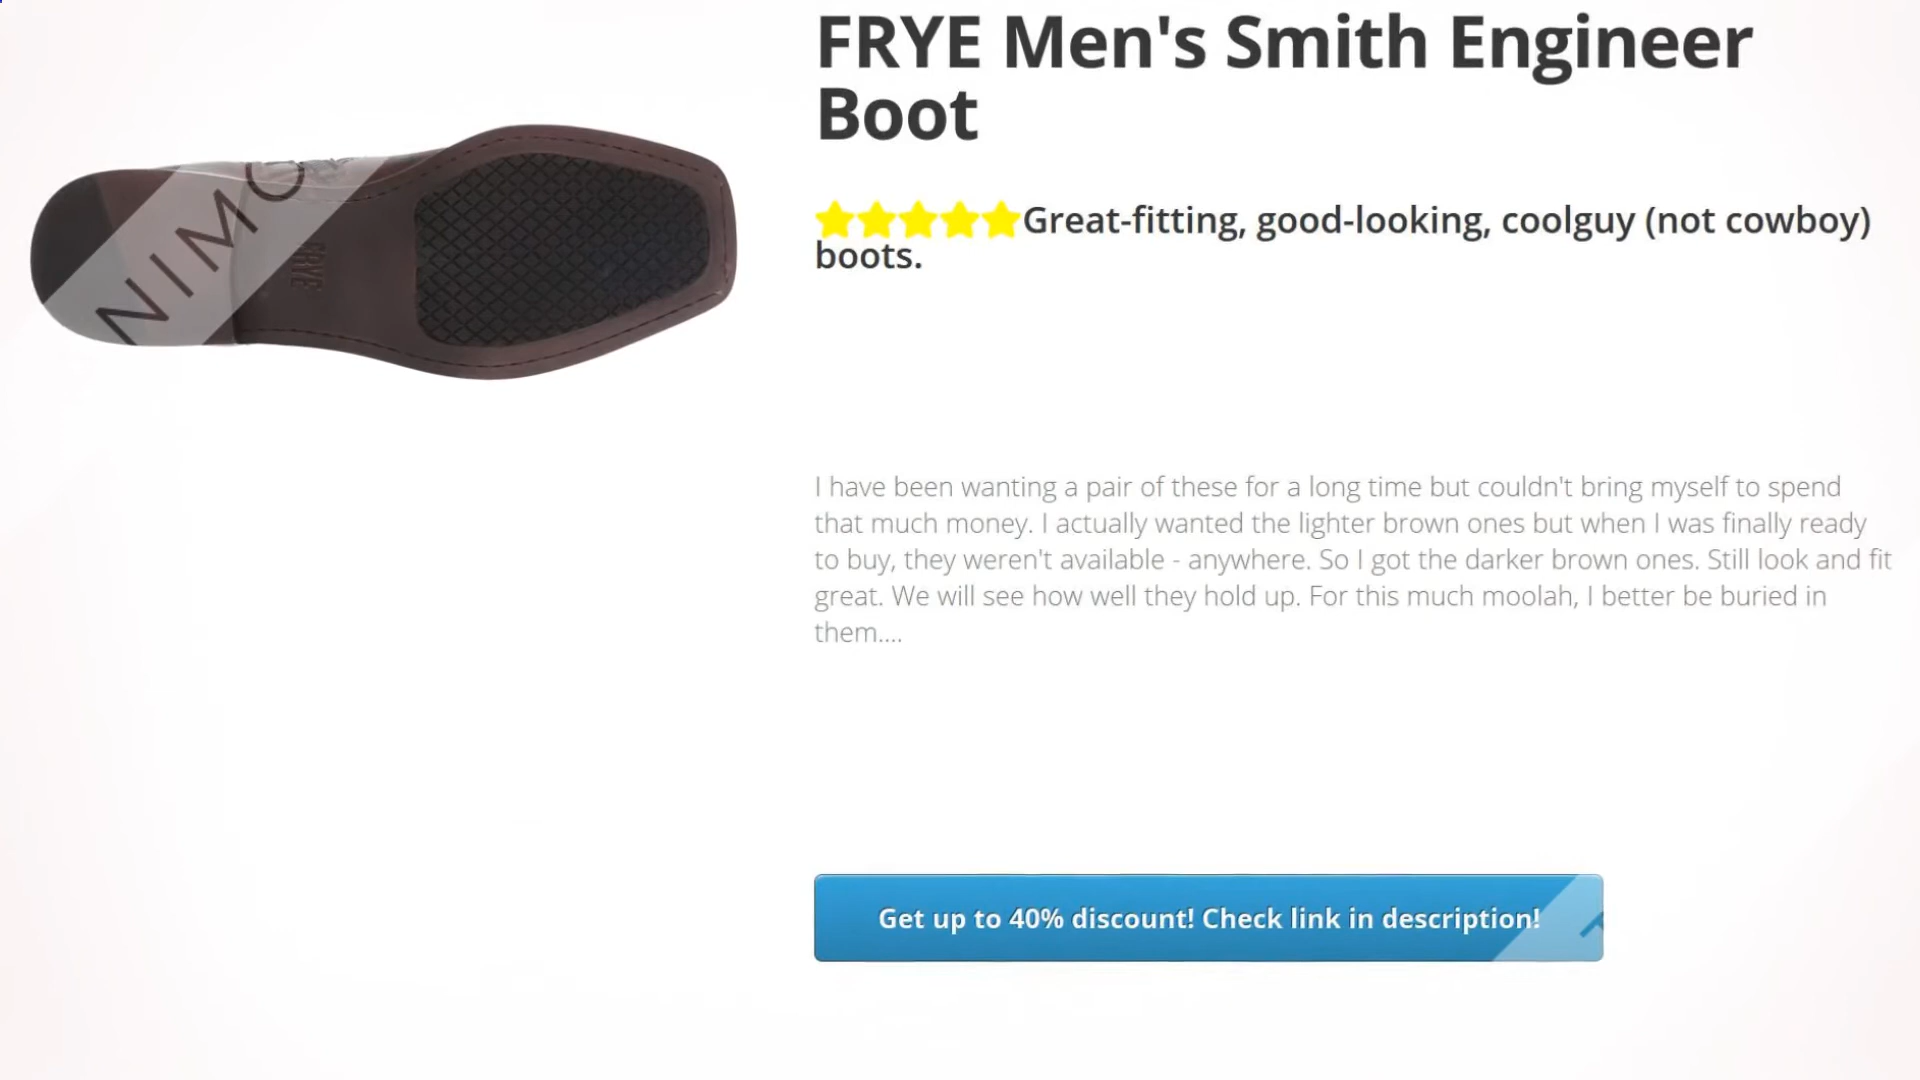 FRYE Men's Smith Engineer
Boot
Great-fitting, good-looking, coolguy (not cowboy)
boots.
NIMO
FRYE
I have been wanting a pair of these for a long time but couldn't bring myself to spend
that much money. I actually wanted the lighter brown ones but when I was finally ready
to buy, they weren't available - anywhere. So I got the darker brown ones. Still look and fit
great. We will see how well they hold up. For this much moolah, I better be buried in
them....
Get up to 40% discount! Check link in description!